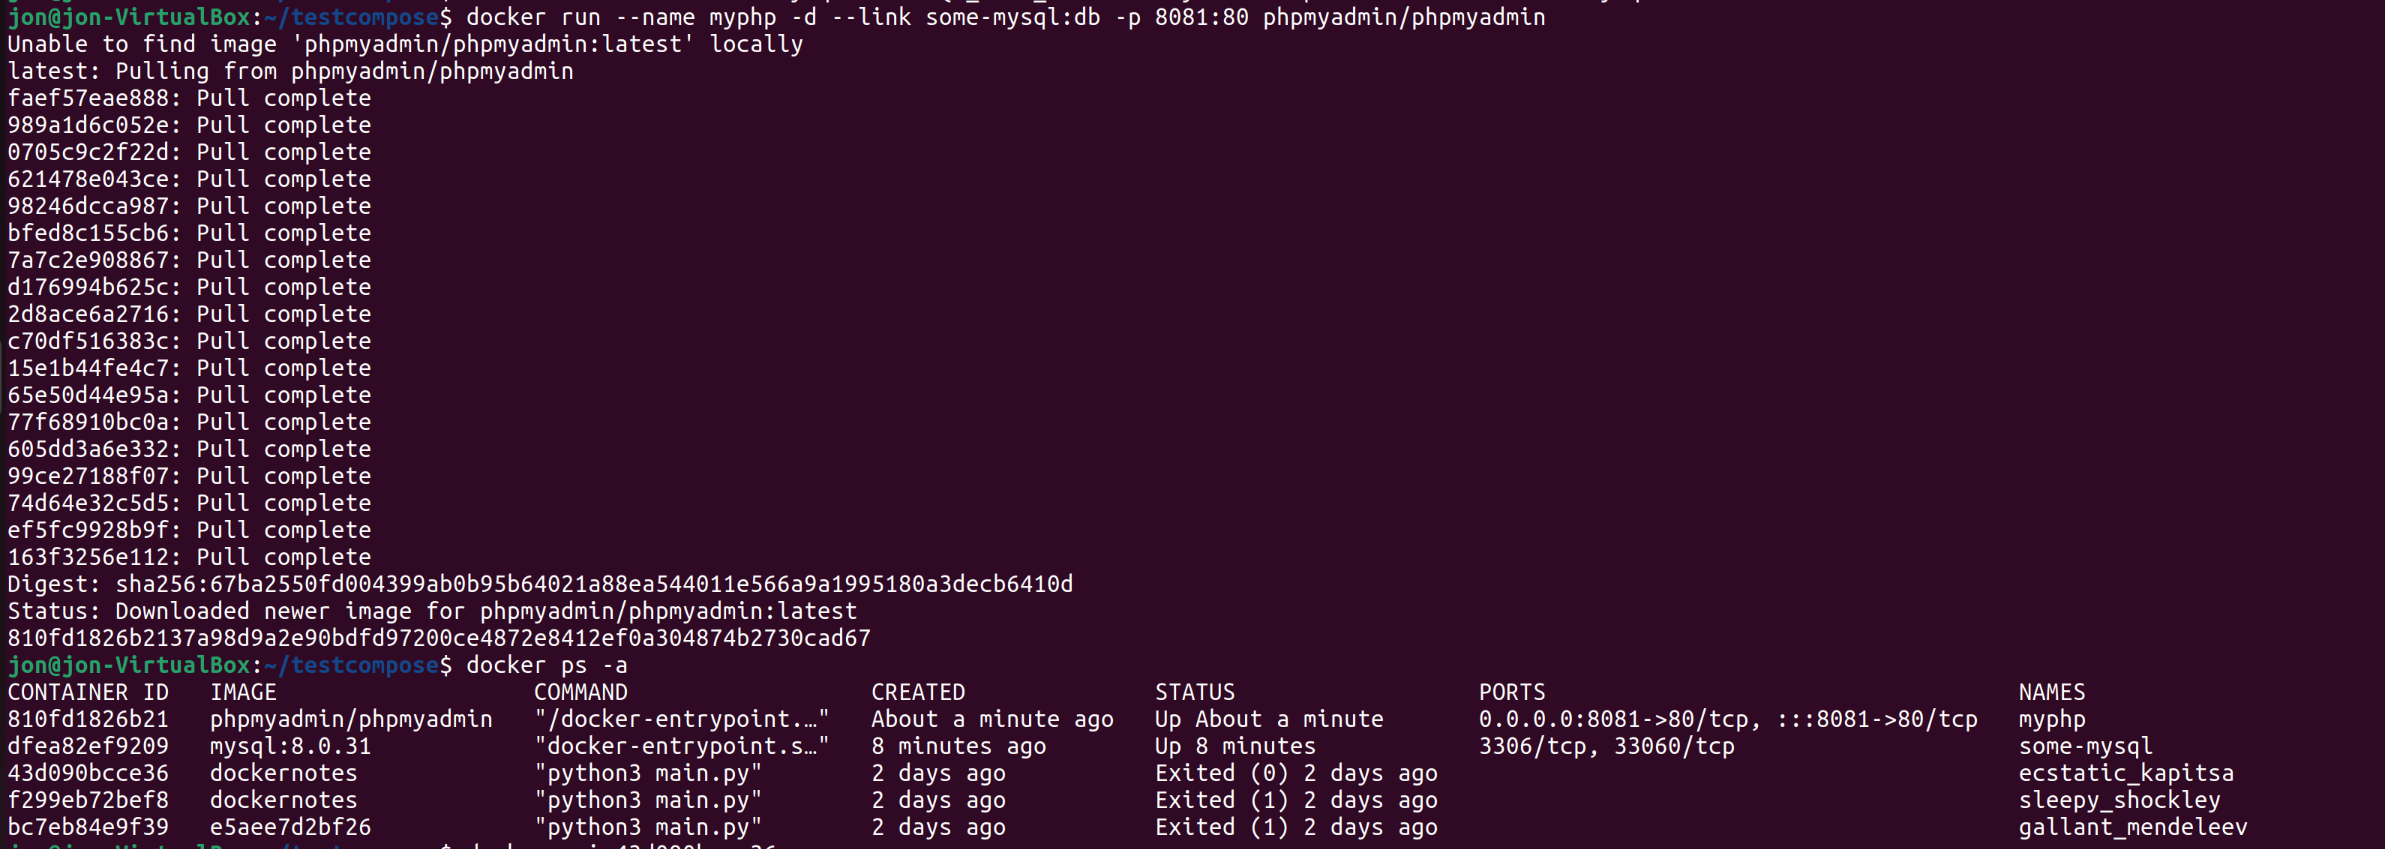 jon@jon-VirtualBox:~/testcompose$ docker run --name myphp -d --link some-mysql:db -p 8081:80 phpmyadmin/phpmyadmin
Unable to find image 'phpmyadmin/phpmyadmin:latest' locally
latest: Pulling from phpmyadmin/phpmyadmin
faef57eae888: Pull complete
989a1d6c052e: Pull complete
0705c9c2f22d: Pull complete
621478e043ce: Pull complete
98246dcca987: Pull complete
bfed8c155cb6: Pull complete
7a7c2e908867: Pull complete
d176994b625c: Pull complete
2d8ace6a2716: Pull complete
c70df516383c: Pull complete
15e1b44fe4c7: Pull complete
65e50d44e95a: Pull complete
77f68910bc0a: Pull complete
605dd3a6e332: Pull complete
99ce27188f07: Pull complete
74d64e32c5d5: Pull complete
ef5fc9928b9f: Pull complete
163f3256e112: Pull complete
Digest: sha256:67ba2550fd004399ab0b95b64021a88ea544011e566a9a1995180a3decb6410d
Status: Downloaded newer image for phpmyadmin/phpmyadmin:latest
810fd1826b2137a98d9a2e90bdfd97200ce4872e8412ef0a304874b2730cad67
jon@jon-VirtualBox:~/testcompose$ docker ps -a
CONTAINER ID   IMAGE                   COMMAND                  CREATED              STATUS                  PORTS                                   NAMES
810fd1826b21   phpmyadmin/phpmyadmin   "/docker-entrypoint.…"   About a minute ago   Up About a minute       0.0.0.0:8081->80/tcp, :::8081->80/tcp   myphp
dfea82ef9209   mysql:8.0.31            "docker-entrypoint.s…"   8 minutes ago        Up 8 minutes            3306/tcp, 33060/tcp                     some-mysql
43d090bcce36   dockernotes             "python3 main.py"        2 days ago           Exited (0) 2 days ago                                           ecstatic_kapitsa
f299eb72bef8   dockernotes             "python3 main.py"        2 days ago           Exited (1) 2 days ago                                           sleepy_shockley
bc7eb84e9f39   e5aee7d2bf26            "python3 main.py"        2 days ago           Exited (1) 2 days ago                                           gallant_mendeleev